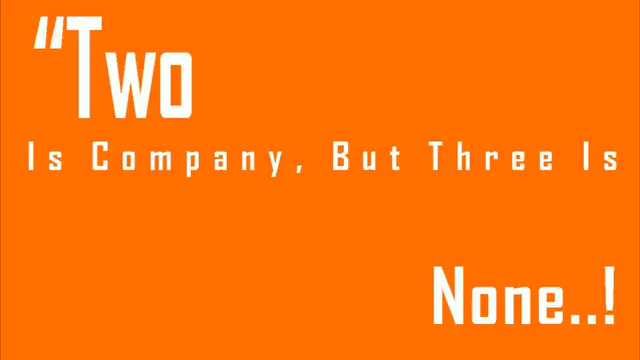 “Two
Is Company, But Three Is
None..!